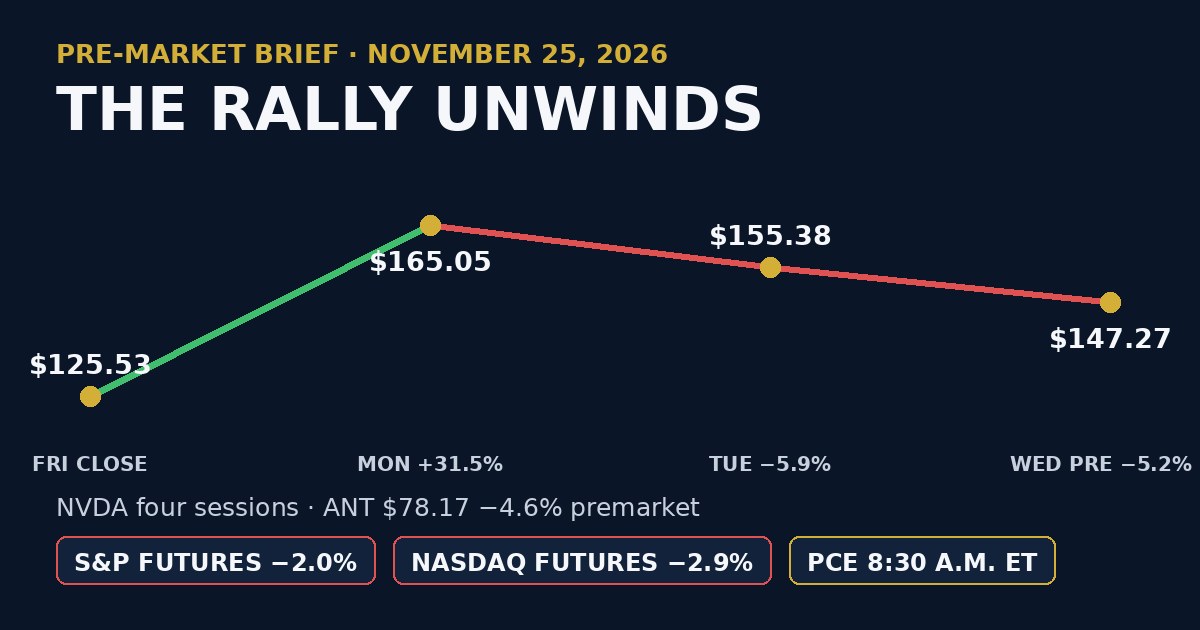 PRE-MARKET BRIEF · NOVEMBER 25, 2026
THE RALLY UNWINDS
$125.53
$165.05
$155.38
$147.27
FRI CLOSE
MON +31.5%
TUE −5.9%
WED PRE −5.2%
NVDA four sessions · ANT $78.17 −4.6% premarket
S&P FUTURES −2.0%
NASDAQ FUTURES −2.9%
PCE 8:30 A.M. ET